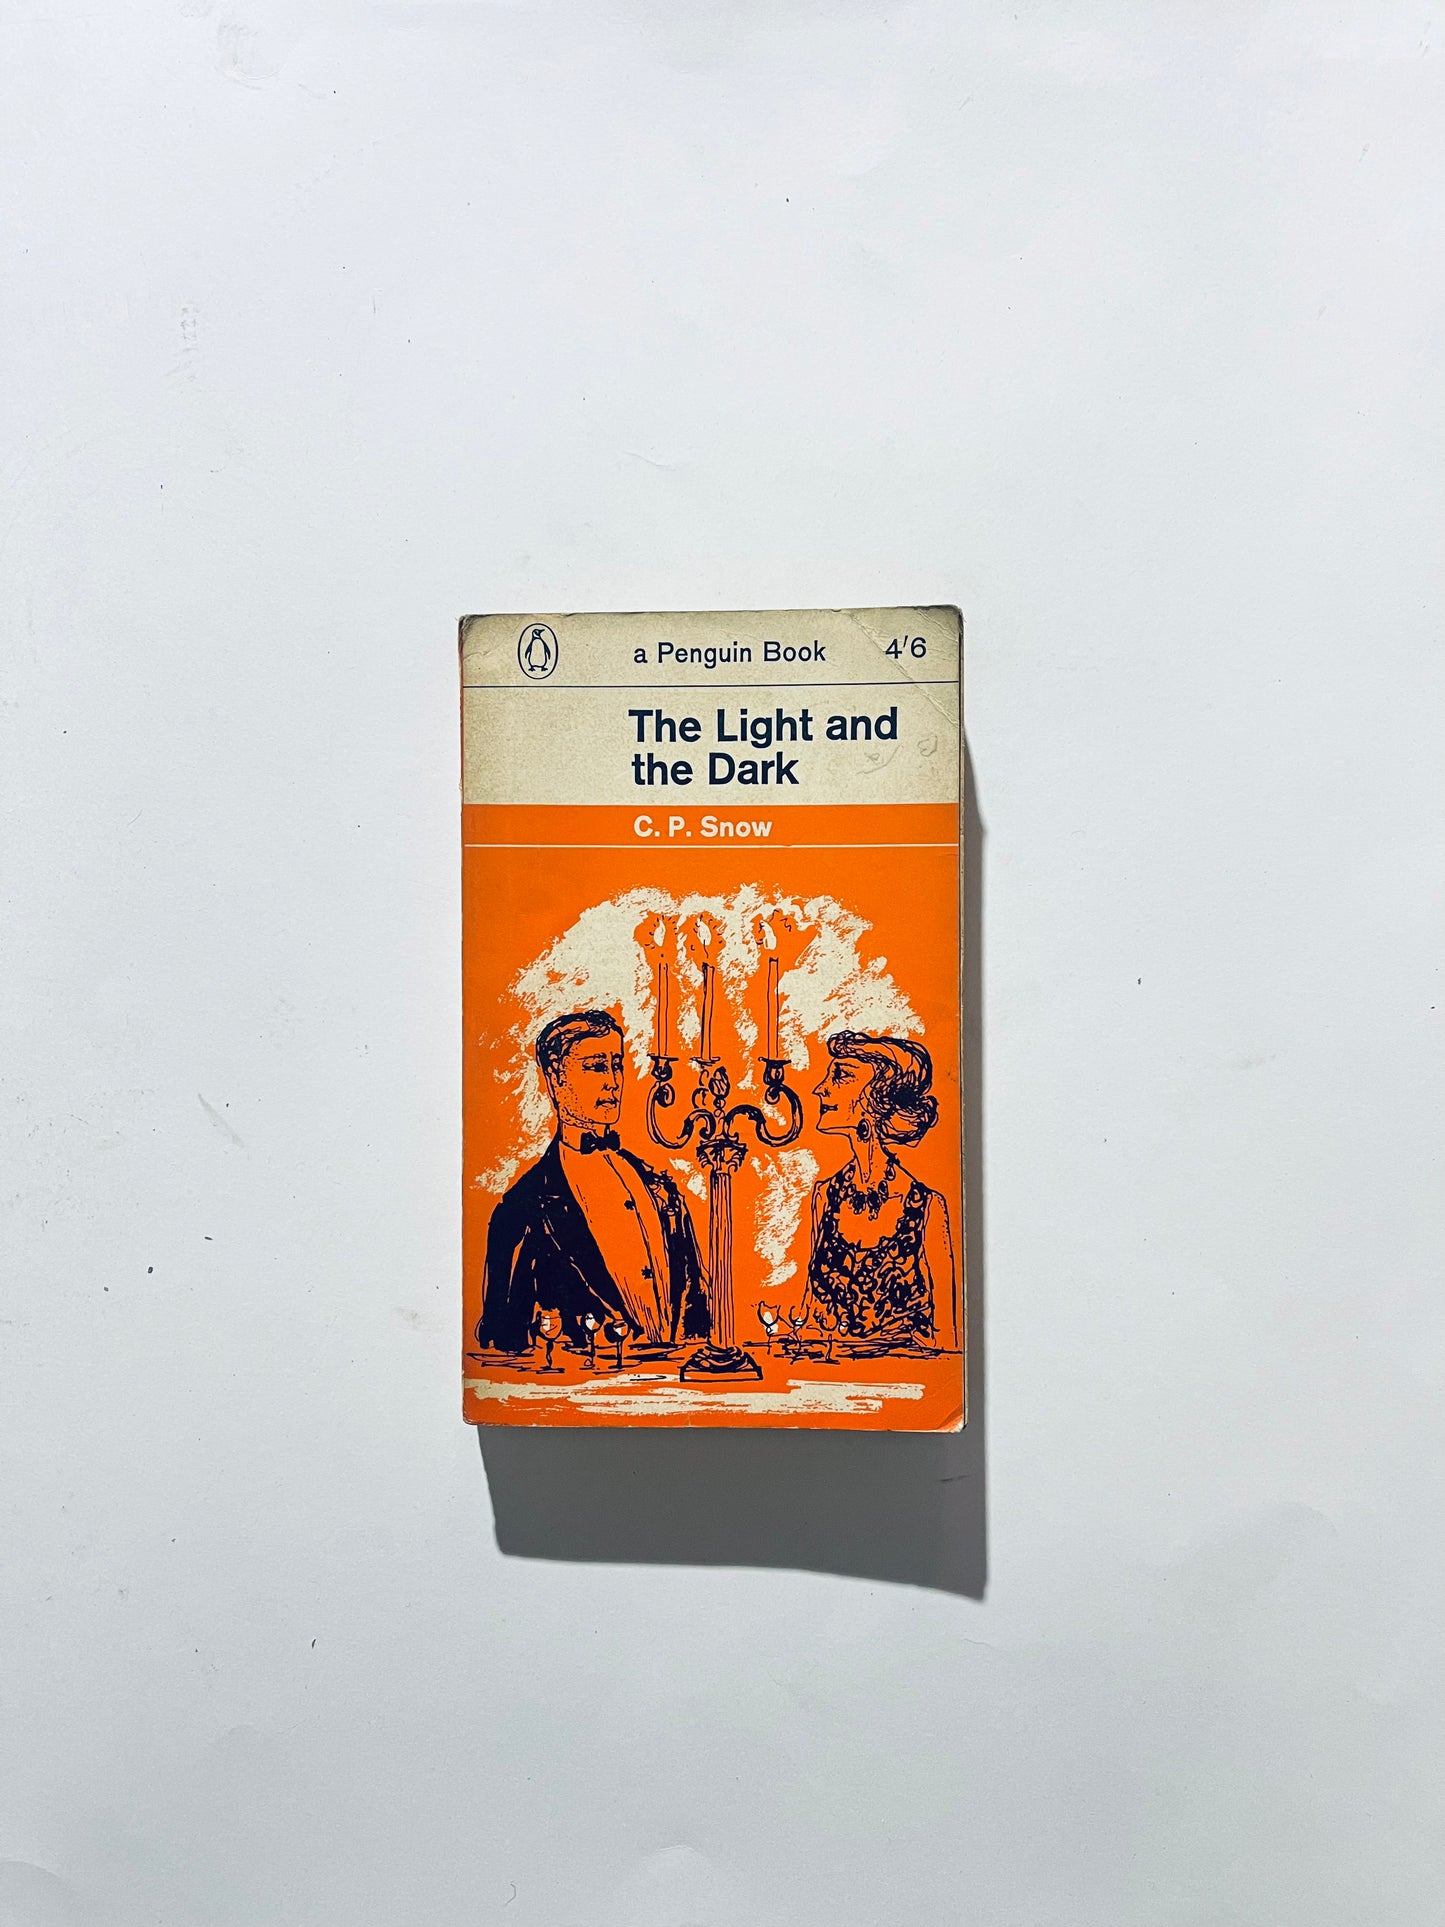 a Penguin Book 4'6
The Light and
the Dark
C. P. Snow